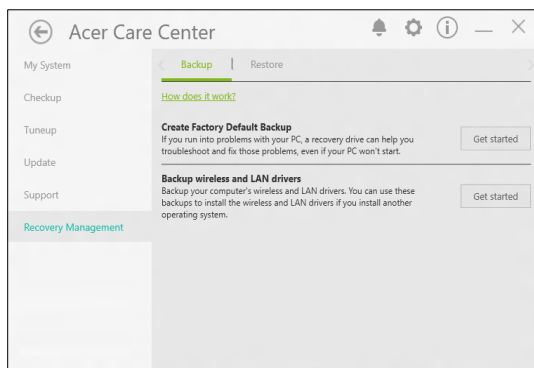 Acer Care Center
My System
Checkup
Tuneup
Update
Support
Recovery Management
Backup | Restore
How does it work?
Create Factory Default Backup
If you run into problems with your PC, a recovery drive can help you
troubleshoot and fix those problems, even if your PC won't start.
Get started
Backup wireless and LAN drivers
Backup your computer's wireless and LAN drivers. You can use these
backups to install the wireless and LAN drivers if you install another
operating system.
Get started